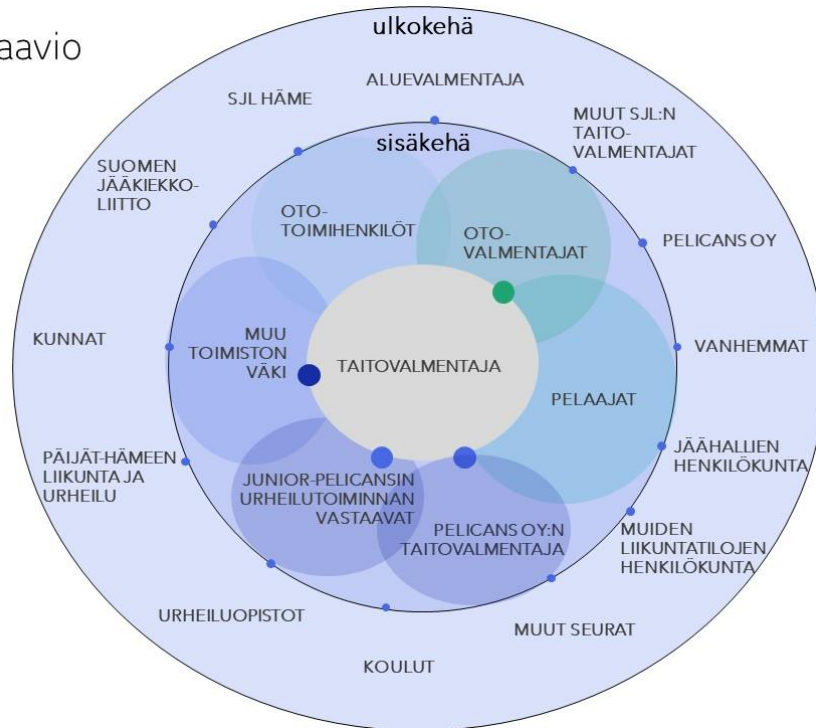 aavio
ulkokehä
ALUEVALMENTAJA
SJL HÄME
MUUT SJL:N
TAITO-
VALMENTAJAT
SUOMEN
JÄÄKIEKKO-
LIITTO
PELICANS OY
KUNNAT
VANHEMMAT
PÄIJÄT-HÄMEEN
LIIKUNTA JA
URHEILU
JÄÄHALLIEN
HENKILÖKUNTA
MUIDEN
LIIKUNTATILOJEN
HENKILÖKUNTA
URHEILUOPISTOT
MUUT SEURAT
KOULUT
sisäkehä
OTO-
TOIMIHENKILÖT
OTO-
VALMENTAJAT
MUU
TOIMISTON
VÄKI
TAITOVALMENTAJA
PELAAJAT
JUNIOR-PELICANSIN
URHEILUTOIMINNAN
VASTAAVAT
PELICANS OY:N
TAITOVALMENTAJA